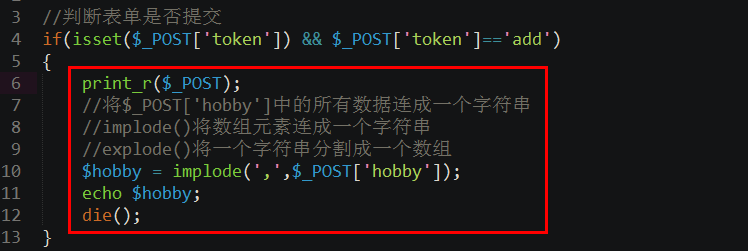 3 //判断表单是否提交
4 if(isset($_POST['token']) && $_POST['token']=='add')
5 {
6 print_r($_POST);
7 //将$_POST['hobby']中的所有数据连成一个字符串
8 //implode()将数组元素连成一个字符串
9 //explode()将一个字符串分割成一个数组
10 $hobby = implode(',',$_POST['hobby']);
11 echo $hobby;
12 die();
13 }